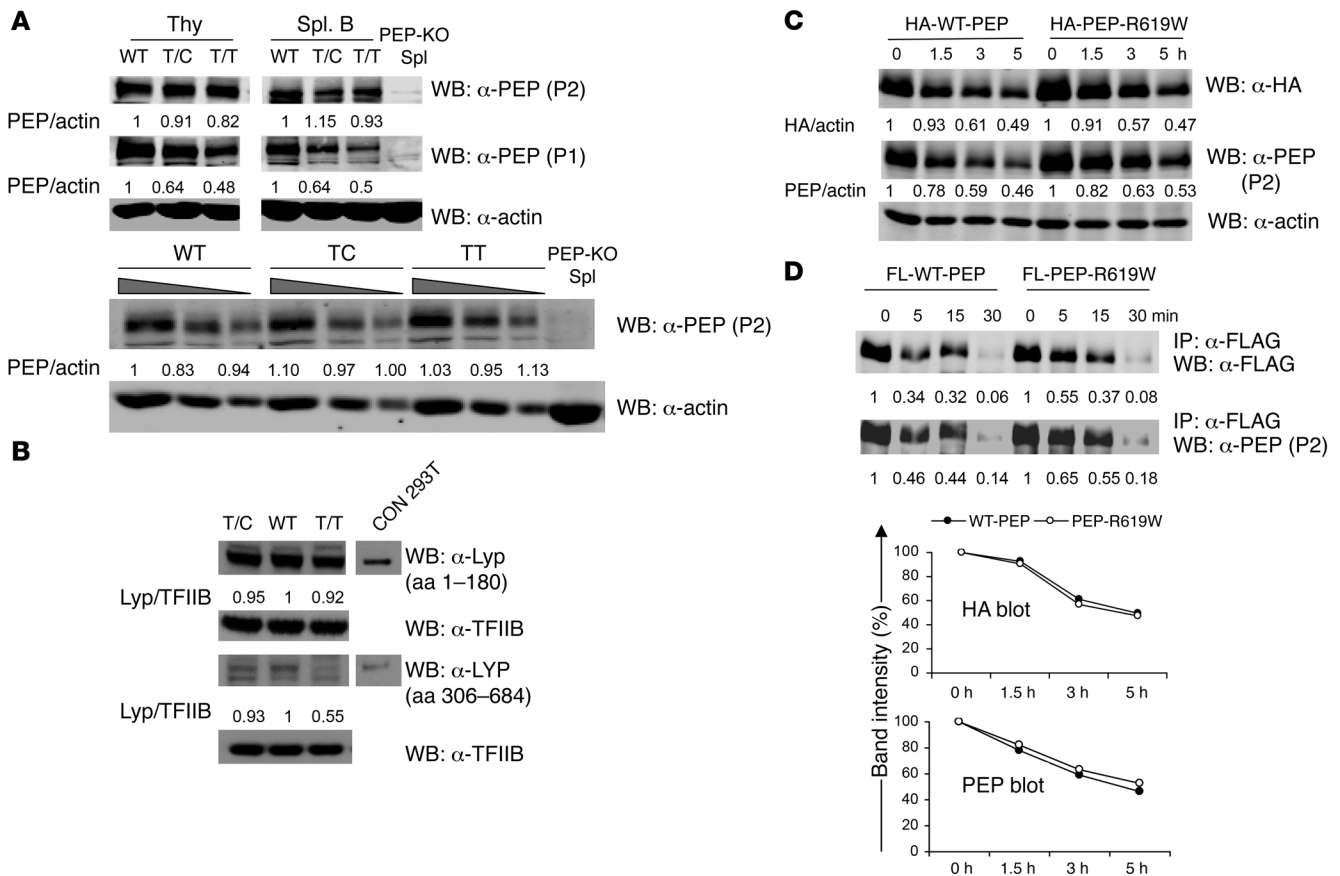 A
Thy Spl. B PEP-KO
WT T/C T/T WT T/C T/T Spl
WB: α-PEP (P2)
PEP/actin 1 0.91 0.82 1 1.15 0.93
WB: α-PEP (P1)
PEP/actin 1 0.64 0.48 1 0.64 0.5
WB: α-actin
WT TC TT PEP-KO
Spl
WB: α-PEP (P2)
PEP/actin 1 0.83 0.94 1.10 0.97 1.00 1.03 0.95 1.13
WB: α-actin
B
T/C WT T/T CON 293T
WB: α-Lyp
(aa 1–180)
Lyp/TFIIB 0.95 1 0.92
WB: α-TFIIB
WB: α-LYP
(aa 306–684)
Lyp/TFIIB 0.93 1 0.55
WB: α-TFIIB
C
HA-WT-PEP HA-PEP-R619W
0 1.5 3 5 0 1.5 3 5 h
WB: α-HA
HA/actin 1 0.93 0.61 0.49 1 0.91 0.57 0.47
WB: α-PEP
(P2)
PEP/actin 1 0.78 0.59 0.46 1 0.82 0.63 0.53
WB: α-actin
D
FL-WT-PEP FL-PEP-R619W
0 5 15 30 0 5 15 30 min
IP: α-FLAG
WB: α-FLAG
1 0.34 0.32 0.06 1 0.55 0.37 0.08
IP: α-FLAG
WB: α-PEP (P2)
1 0.46 0.44 0.14 1 0.65 0.55 0.18
WT-PEP PEP-R619W
Band intensity (%)
100
80
60
40
20
0
HA blot
0 h 1.5 h 3 h 5 h
100
80
60
40
20
0
PEP blot
0 h 1.5 h 3 h 5 h